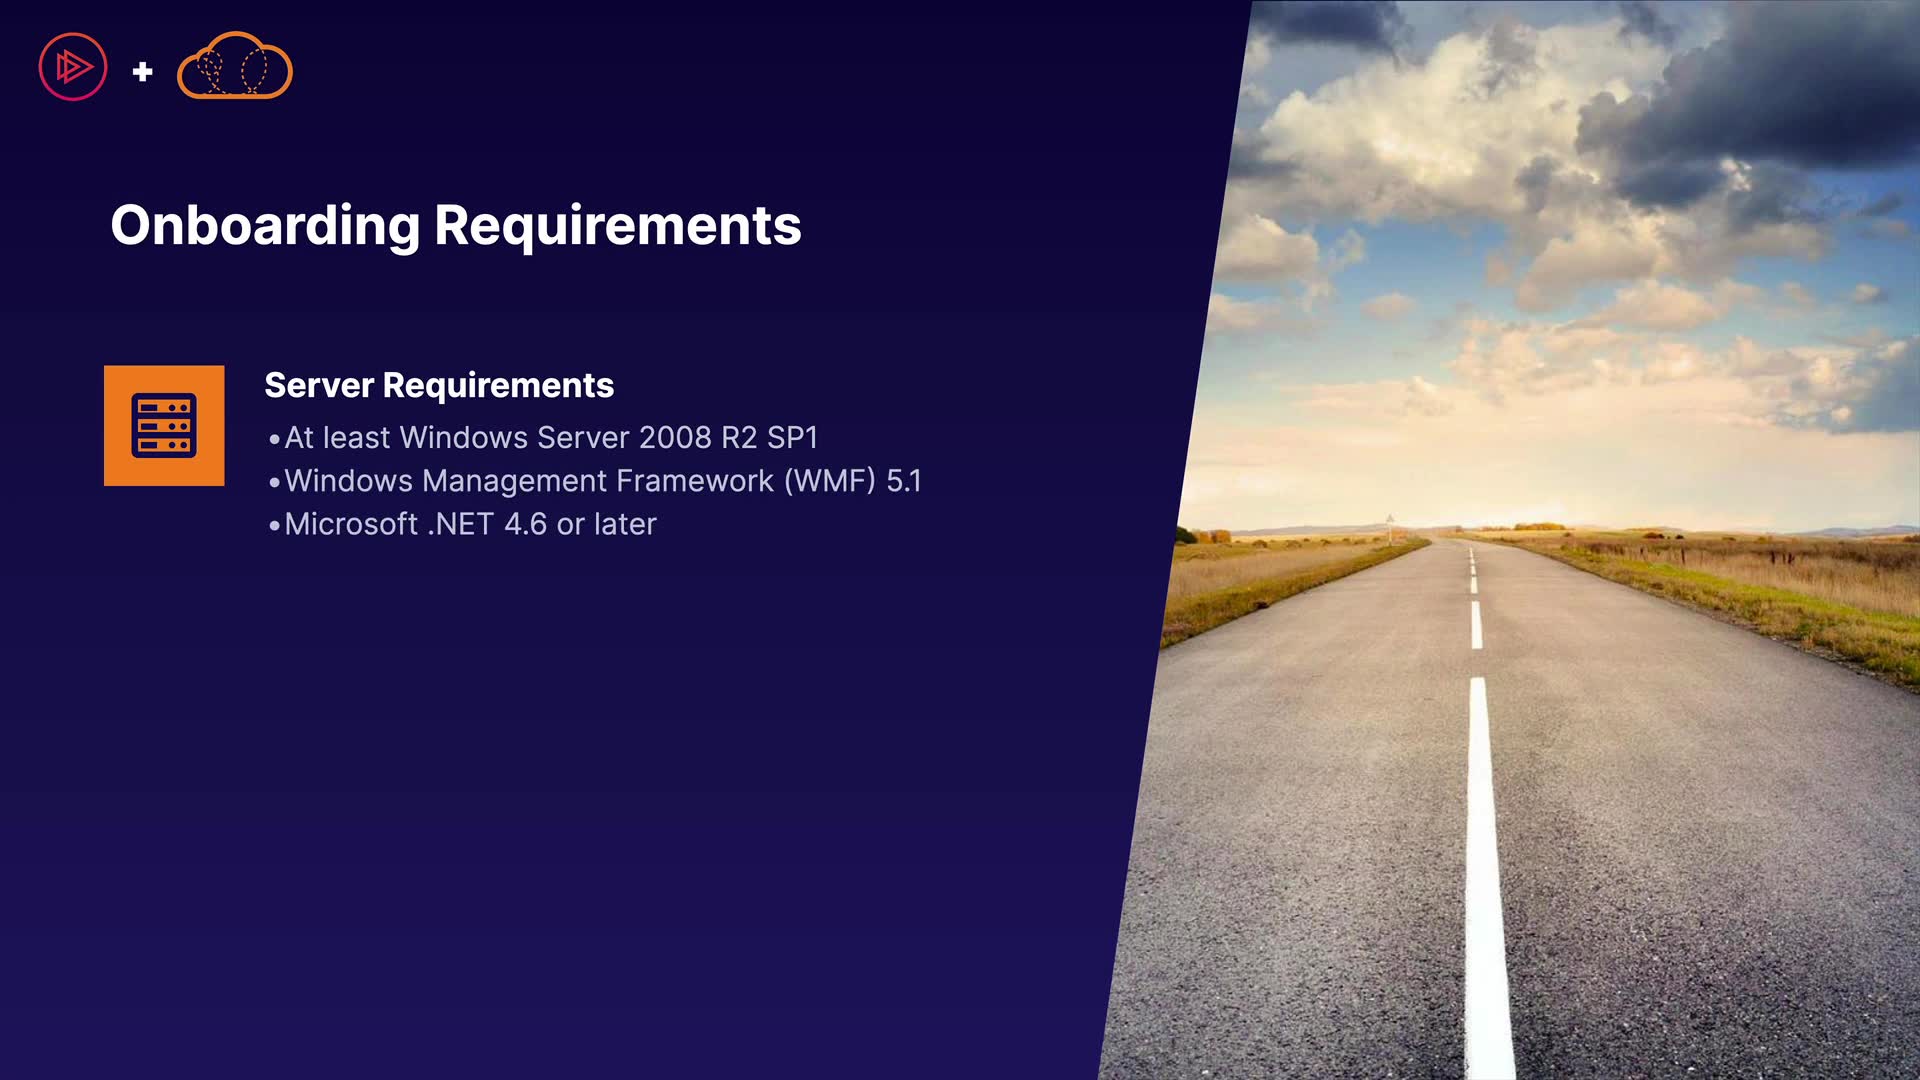 Onboarding Requirements
Server Requirements
•At least Windows Server 2008 R2 SP1
•Windows Management Framework (WMF) 5.1
•Microsoft .NET 4.6 or later